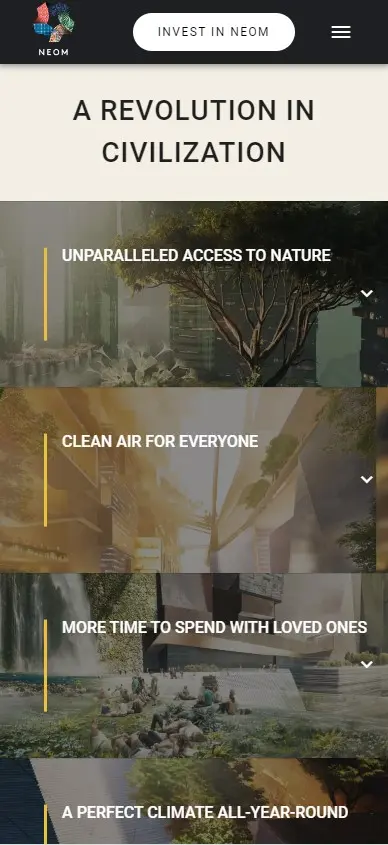 NEOM
INVEST IN NEOM
A REVOLUTION IN
CIVILIZATION
UNPARALLELED ACCESS TO NATURE
CLEAN AIR FOR EVERYONE
MORE TIME TO SPEND WITH LOVED ONES
A PERFECT CLIMATE ALL-YEAR-ROUND